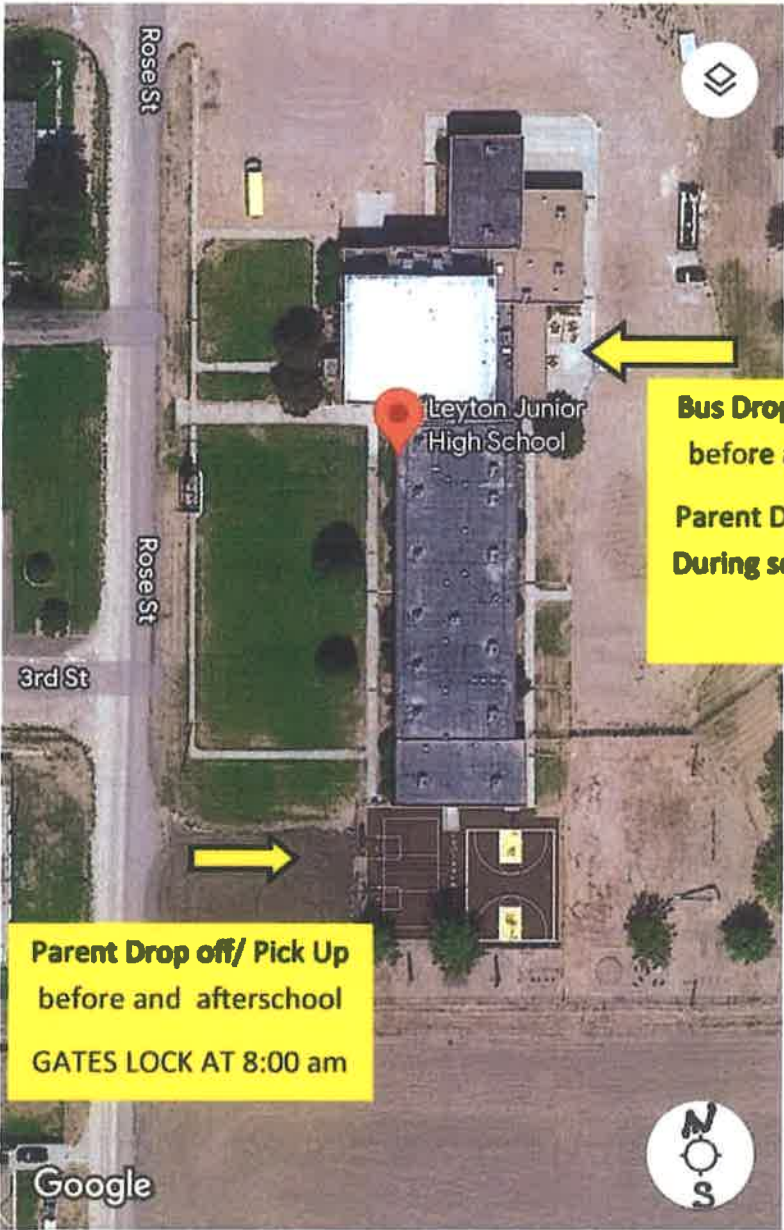 Rose St
Leyton Junior
High School
Bus Drop
before
Parent D
During
Rose St
3rd St
Parent Drop off/ Pick Up
before and afterschool
GATES LOCK AT 8:00 am
N
S
Google